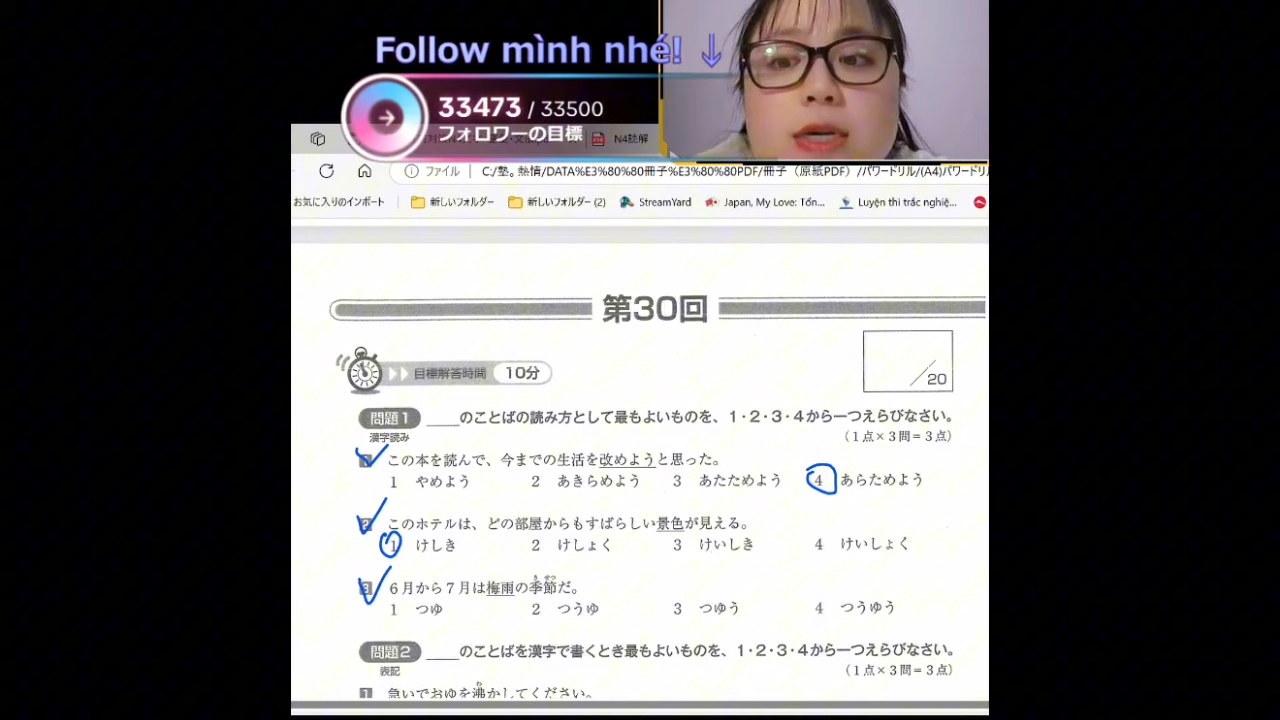 Follow mình nhé! ↓
33473 / 33500
フォロワーの目標
N4読解
ファイル | C:/塾。熱情/DATA%E3%80%80冊子%E3%80%80PDF/冊子（原紙PDF）/パワードリル/(A4)パワードリル
お気に入りのインポート 新しいフォルダー 新しいフォルダー (2) StreamYard Japan, My Love: Tổn... Luyện thi trắc nghiệ...
第30回
目標解答時間 10分
/20
問題1 ____のことばの読み方として最もよいものを、1・2・3・4から一つえらびなさい。
漢字読み （1点×3問＝3点）
1 この本を読んで、今までの生活を改めようと思った。
1 やめよう 2 あきらめよう 3 あたためよう 4 あらためよう
2 このホテルは、どの部屋からもすばらしい景色が見える。
1 けしき 2 けしょく 3 けいしき 4 けいしょく
3 6月から7月は梅雨の季節だ。
1 つゆ 2 つうゆ 3 つゆう 4 つうゆう
問題2 ____のことばを漢字で書くとき最もよいものを、1・2・3・4から一つえらびなさい。
表記 （1点×3問＝3点）
1 急いでおゆを沸かしてください。